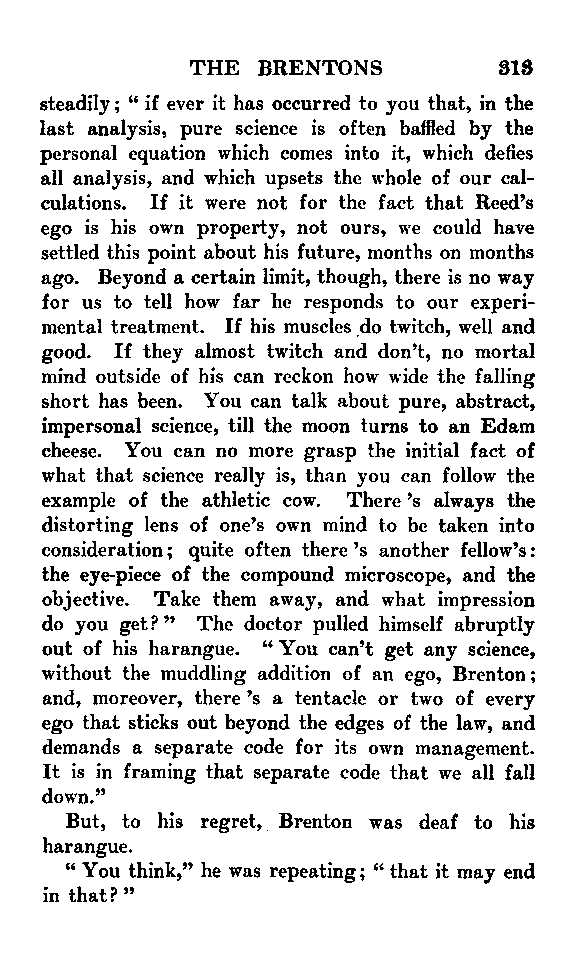 THE BRENTONS 313
steadily; “ if ever it has occurred to you that, in the
last analysis, pure science is often baffled by the
personal equation which comes into it, which defies
all analysis, and which upsets the whole of our cal-
culations. If it were not for the fact that Reed’s
ego is his own property, not ours, we could have
settled this point about his future, months on months
ago. Beyond a certain limit, though, there is no way
for us to tell how far he responds to our experi-
mental treatment. If his muscles do twitch, well and
good. If they almost twitch and don’t, no mortal
mind outside of his can reckon how wide the falling
short has been. You can talk about pure, abstract,
impersonal science, till the moon turns to an Edam
cheese. You can no more grasp the initial fact of
what that science really is, than you can follow the
example of the athletic cow. There ’s always the
distorting lens of one’s own mind to be taken into
consideration; quite often there ’s another fellow’s:
the eye-piece of the compound microscope, and the
objective. Take them away, and what impression
do you get? ” The doctor pulled himself abruptly
out of his harangue. “ You can’t get any science,
without the muddling addition of an ego, Brenton;
and, moreover, there ’s a tentacle or two of every
ego that sticks out beyond the edges of the law, and
demands a separate code for its own management.
It is in framing that separate code that we all fall
down.”
But, to his regret, Brenton was deaf to his
harangue.
“ You think,” he was repeating; “ that it may end
in that? ”